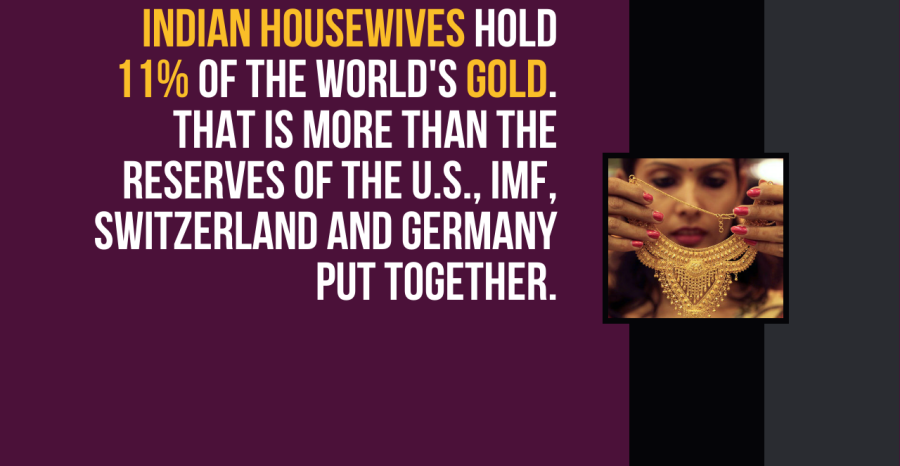 INDIAN HOUSEWIVES HOLD
11% OF THE WORLD'S GOLD.
THAT IS MORE THAN THE
RESERVES OF THE U.S., IMF,
SWITZERLAND AND GERMANY
PUT TOGETHER.